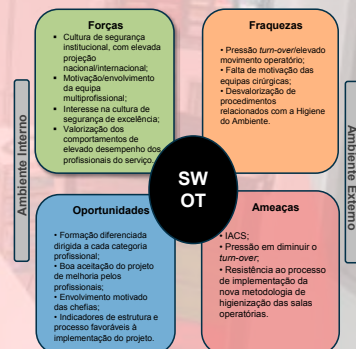 Forças
• Cultura de segurança
institucional, com elevada
projeção
nacional/internacional;
• Motivação/envolvimento
da equipa
multiprofissional;
• Interesse na cultura de
segurança de excelência;
• Valorização dos
comportamentos de
elevado desempenho dos
profissionais do serviço.
Fraquezas
• Pressão turn-over/elevado
movimento operatório;
• Falta de motivação das
equipas cirúrgicas;
• Desvalorização de
procedimentos
relacionados com a Higiene
do Ambiente.
Ambiente Interno
Ambiente Externo
SW
OT
Oportunidades
• Formação diferenciada
dirigida a cada categoria
profissional;
• Boa aceitação do projeto
de melhoria pelos
profissionais;
• Envolvimento motivado
das chefias;
• Indicadores de estrutura e
processo favoráveis à
implementação do projeto.
Ameaças
• IACS;
• Pressão em diminuir o
turn-over;
• Resistência ao processo
de implementação da
nova metodologia de
higienização das salas
operatórias.